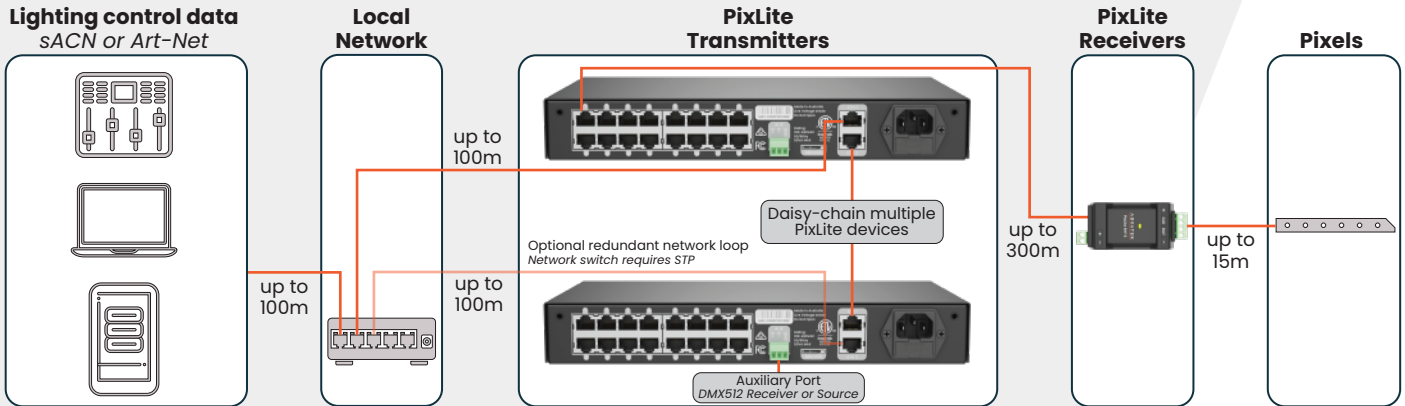 Lighting control data
sACN or Art-Net
Local
Network
PixLite
Transmitters
PixLite
Receivers
Pixels
up to
100m
Daisy-chain multiple
PixLite devices
Optional redundant network loop
Network switch requires STP
up to
100m
up to
100m
up to
300m
up to
15m
Auxiliary Port
DMX512 Receiver or Source